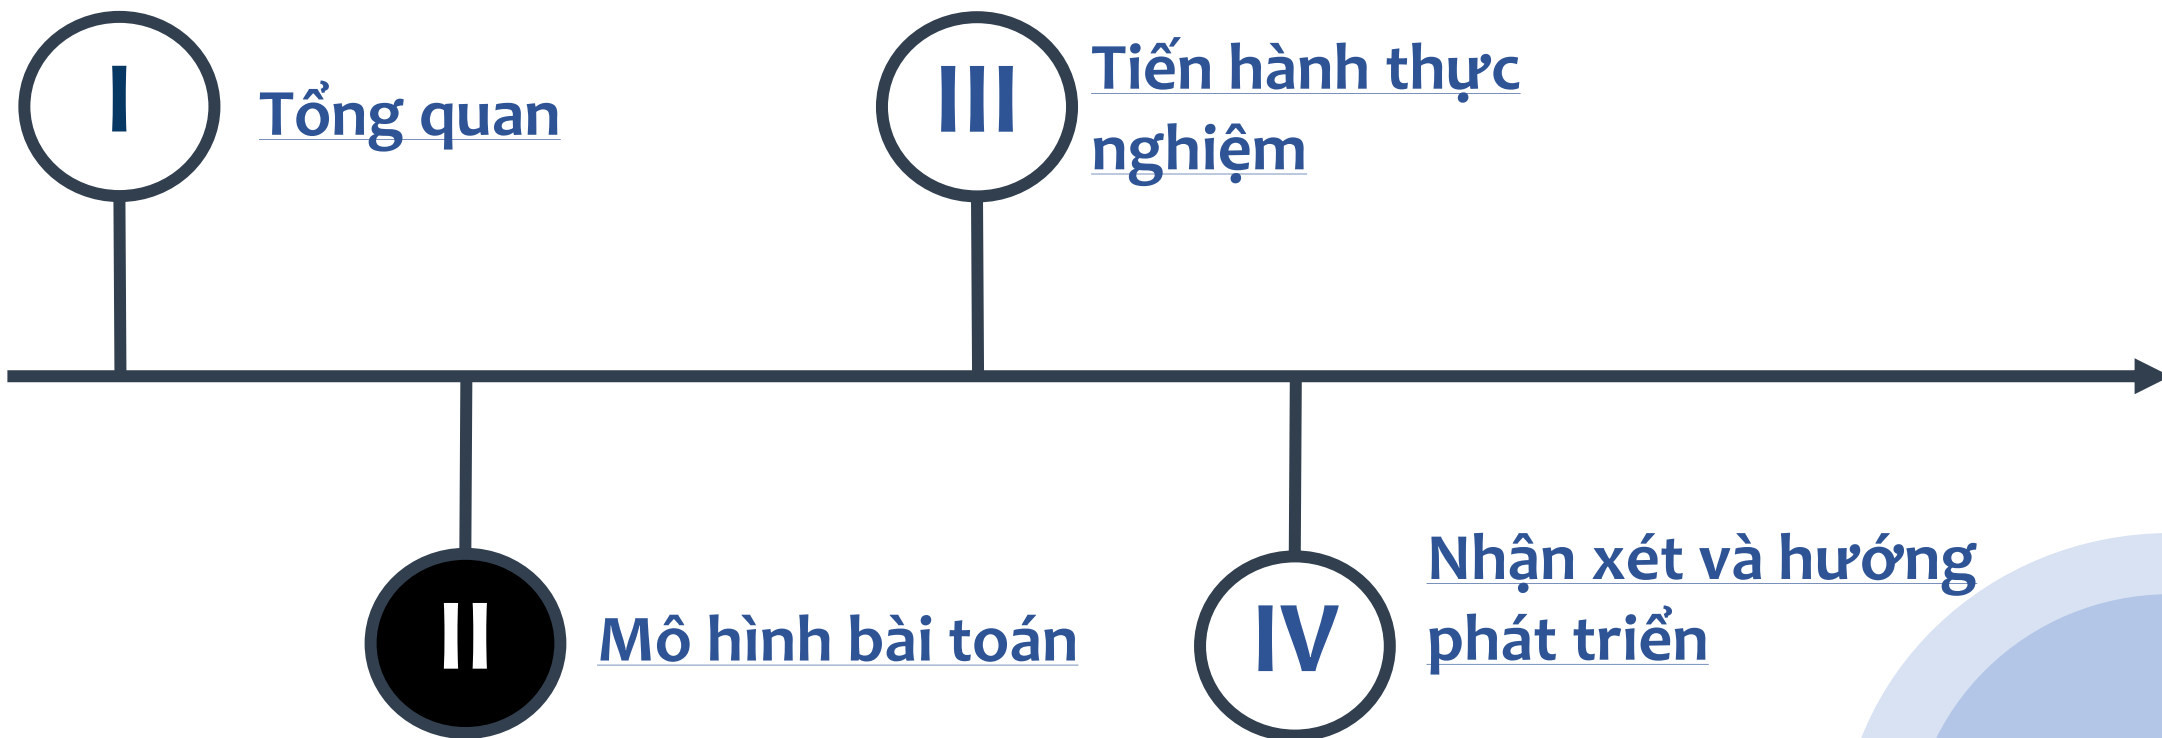 I
Tổng quan
II
Mô hình bài toán
III
Tiến hành thực
nghiệm
IV
Nhận xét và hướng
phát triển